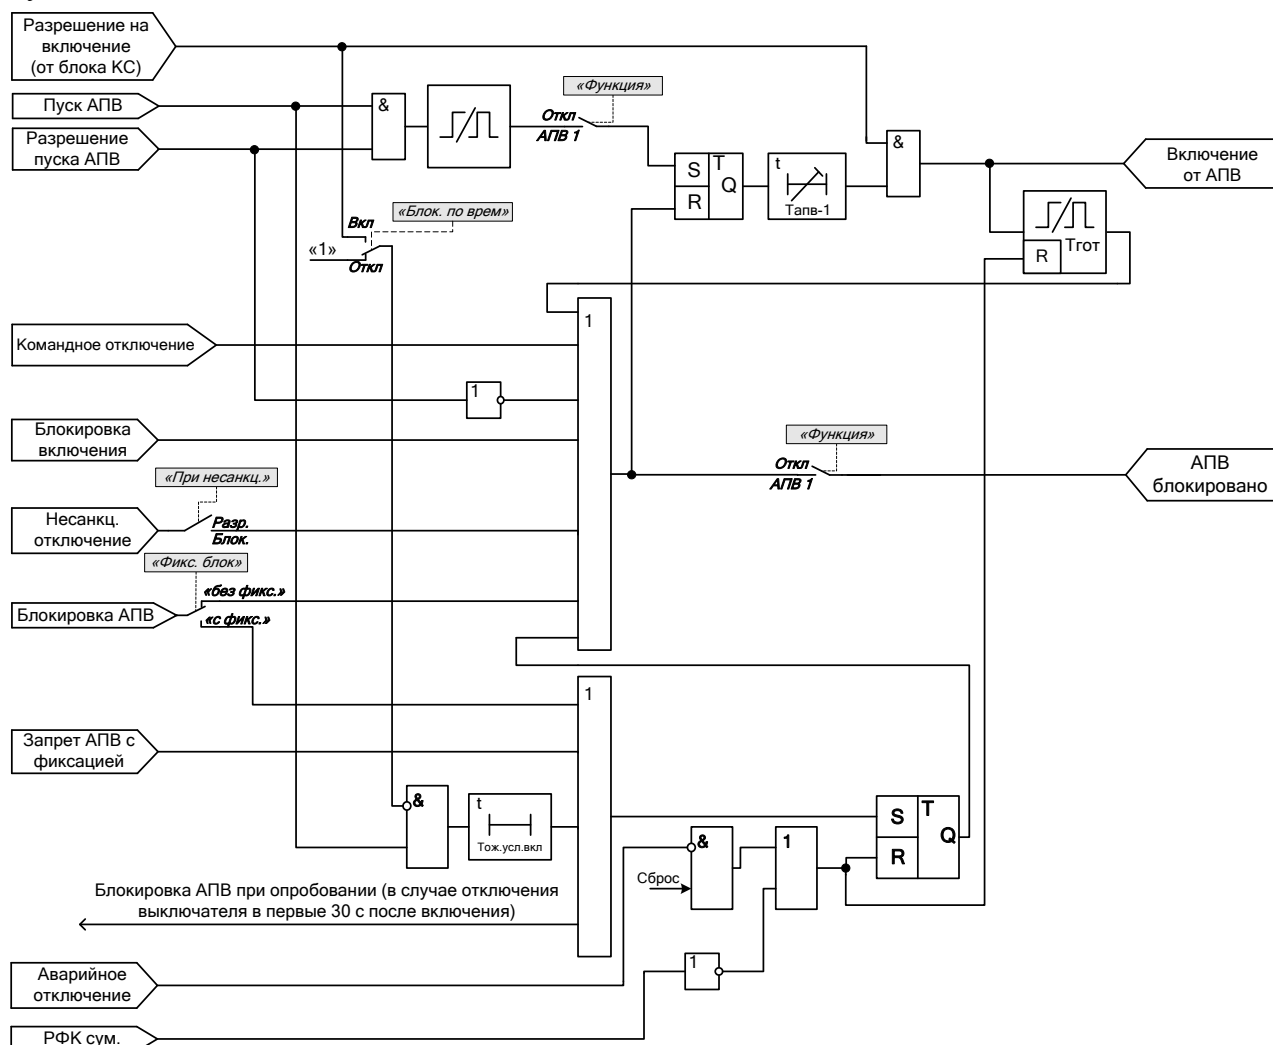 Разрешение на
включение
(от блока КС)
Пуск АПВ
Разрешение
пуска АПВ
&
«Функция»
Откл
АПВ 1
S
T
Q
R
t
Tапв-1
&
Включение
от АПВ
Tгот
R
«Блок. по врем»
Вкл
«1»
Откл
1
Командное отключение
1
Блокировка
включения
«Функция»
Откл
АПВ 1
АПВ
блокировано
«При несанкц.»
Несанкц.
отключение
Разр.
Блок.
«Фикс. блок»
«без фикс.»
Блокировка АПВ
«с фикс.»
1
Запрет АПВ с
фиксацией
&
t
Tож.усл.вкл
S
T
Q
R
&
1
Сброс
Блокировка АПВ при опробовании (в случае отключения
выключателя в первые 30 с после включения)
1
Аварийное
отключение
РФК сум.